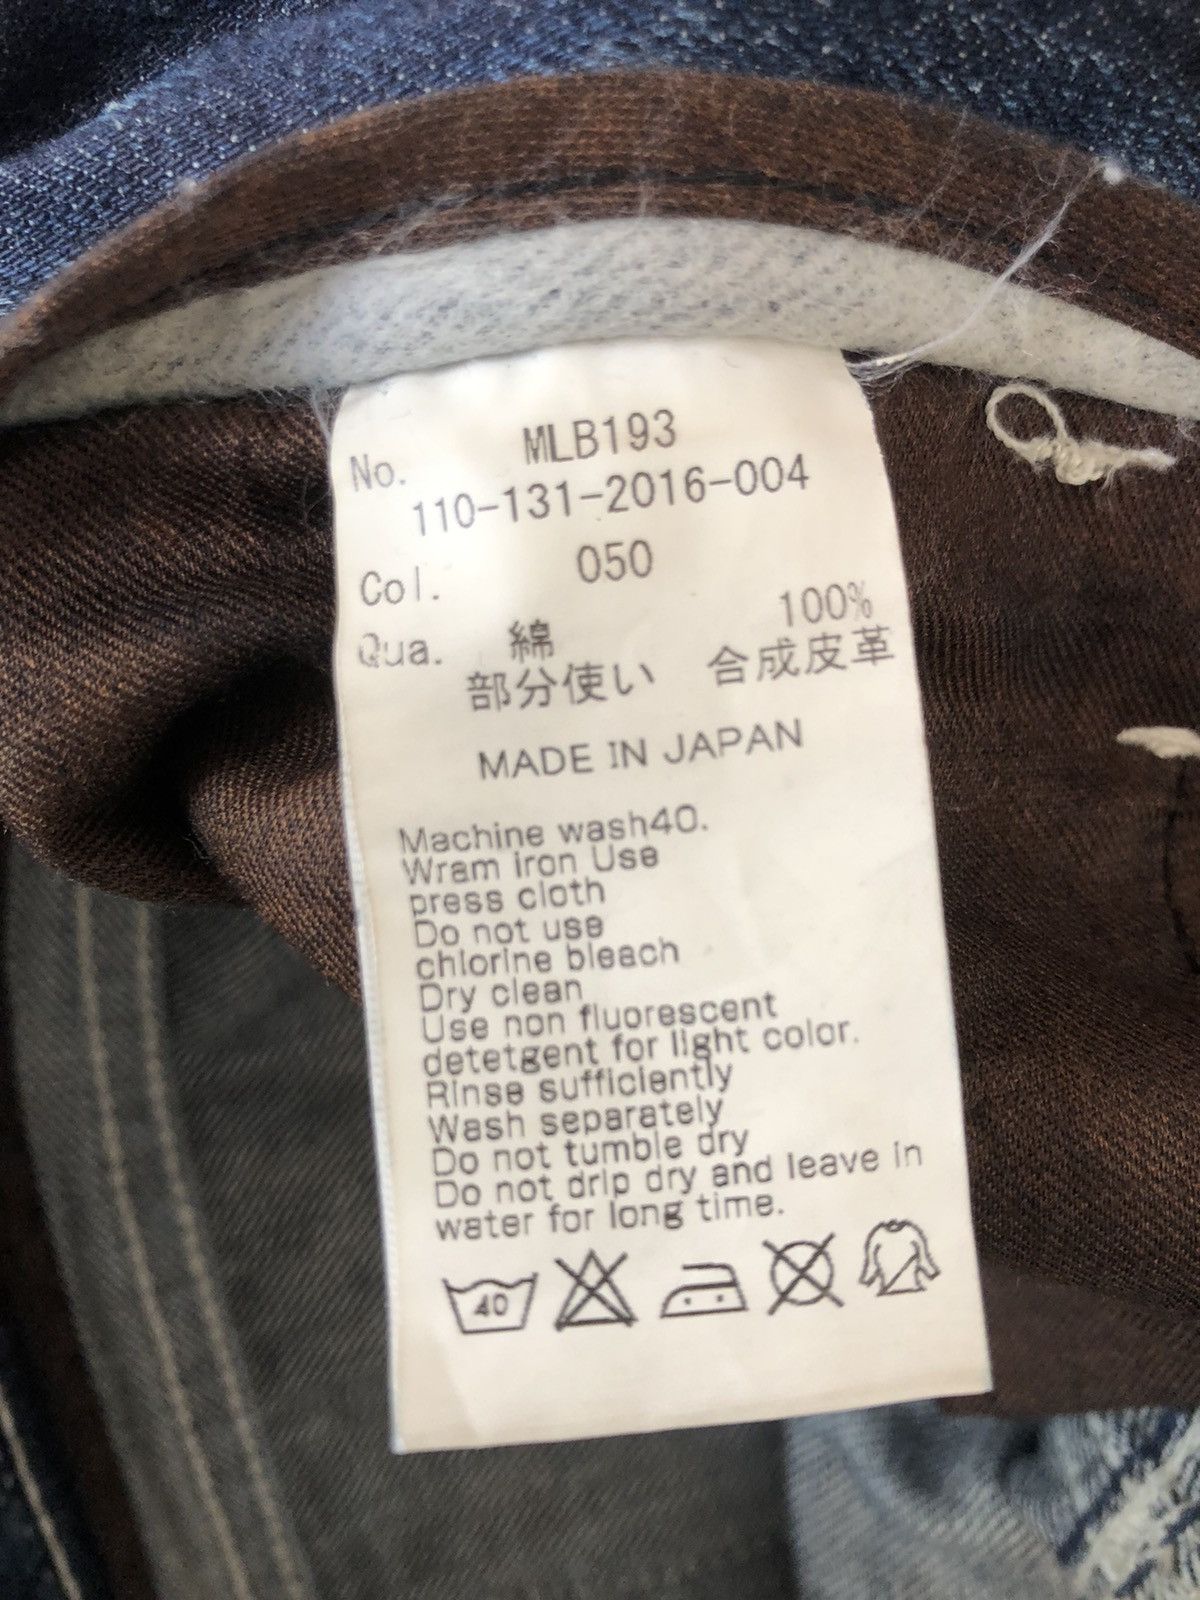 No. MLB193
110-131-2016-004
Col. 050
Qua. 綿 100%
部分使い 合成皮革
MADE IN JAPAN
Machine wash40.
Wram iron Use
press cloth
Do not use
chlorine bleach
Dry clean
Use non fluorescent
detetgent for light color.
Rinse sufficiently
Wash separately
Do not tumble dry
Do not drip dry and leave in
water for long time.
40